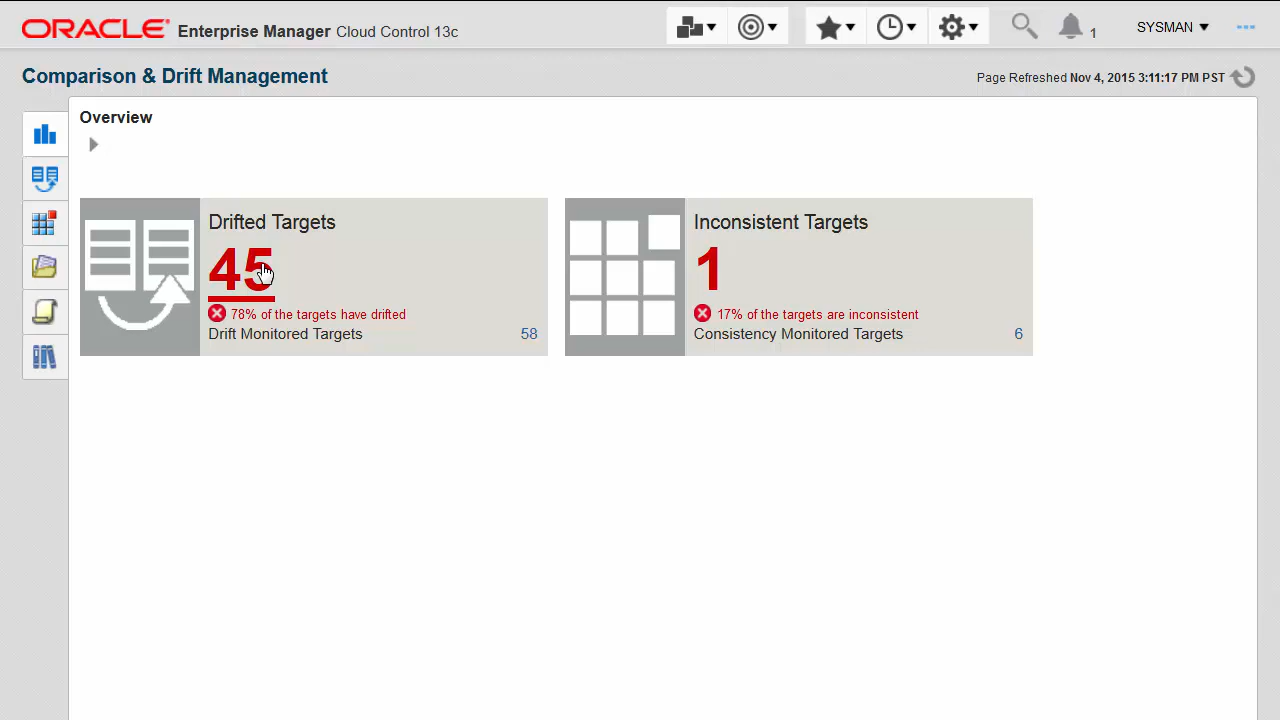 ORACLE Enterprise Manager Cloud Control 13c
1
SYSMAN
Comparison & Drift Management
Page Refreshed Nov 4, 2015 3:11:17 PM PST
Overview
Drifted Targets
45
78% of the targets have drifted
Drift Monitored Targets 58
Inconsistent Targets
1
17% of the targets are inconsistent
Consistency Monitored Targets 6